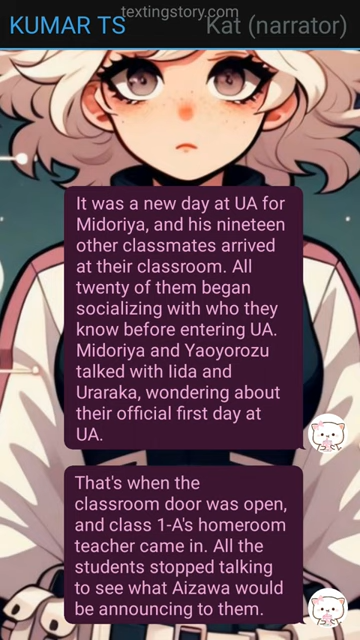 textingstory.com
KUMAR TS
Kat (narrator)
It was a new day at UA for
Midoriya, and his nineteen
other classmates arrived
at their classroom. All
twenty of them began
socializing with who they
know before entering UA.
Midoriya and Yaoyorozu
talked with Iida and
Uraraka, wondering about
their official first day at
UA.
That's when the
classroom door was open,
and class 1-A's homeroom
teacher came in. All the
students stopped talking
to see what Aizawa would
be announcing to them.